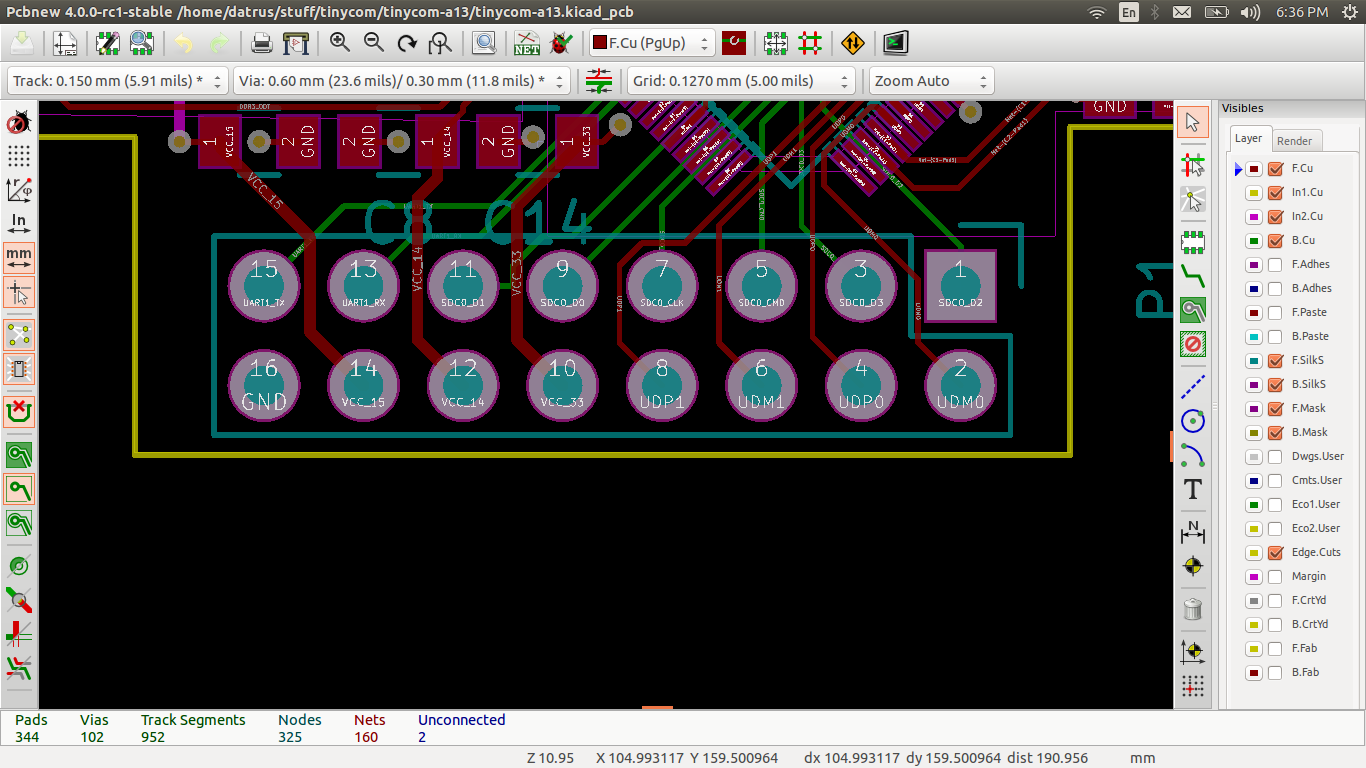 Pcbnew 4.0.0-rc1-stable /home/datrus/stuff/tinycom/tinycom-a13/tinycom-a13.kicad_pcb
En
6:36 PM
NET
F.Cu (PgUp)
Track: 0.150 mm (5.91 mils) *
Via: 0.60 mm (23.6 mils)/ 0.30 mm (11.8 mils) *
Grid: 0.1270 mm (5.00 mils)
Zoom Auto
In
mm
DDR3_ODT
1 VCC_15
2 GND
2 GND
1 VCC_14
2 GND
1 VCC_33
GND
VCC_15
VCC_14
VCC_33
C8
C14
P1
UDP1
UDM1
UDP0
UDM0
15
UART1_TX
13
UART1_RX
11
SDC0_D1
9
SDC0_D0
7
SDC0_CLK
5
SDC0_CMD
3
SDC0_D3
1
SDC0_D2
16
GND
14
VCC_15
12
VCC_14
10
VCC_33
8
UDP1
6
UDM1
4
UDP0
2
UDM0
T
N
Visibles
Layer
Render
F.Cu
In1.Cu
In2.Cu
B.Cu
F.Adhes
B.Adhes
F.Paste
B.Paste
F.SilkS
B.SilkS
F.Mask
B.Mask
Dwgs.User
Cmts.User
Eco1.User
Eco2.User
Edge.Cuts
Margin
F.CrtYd
B.CrtYd
F.Fab
B.Fab
Pads Vias Track Segments Nodes Nets Unconnected
344 102 952 325 160 2
Z 10.95 X 104.993117 Y 159.500964 dx 104.993117 dy 159.500964 dist 190.956 mm